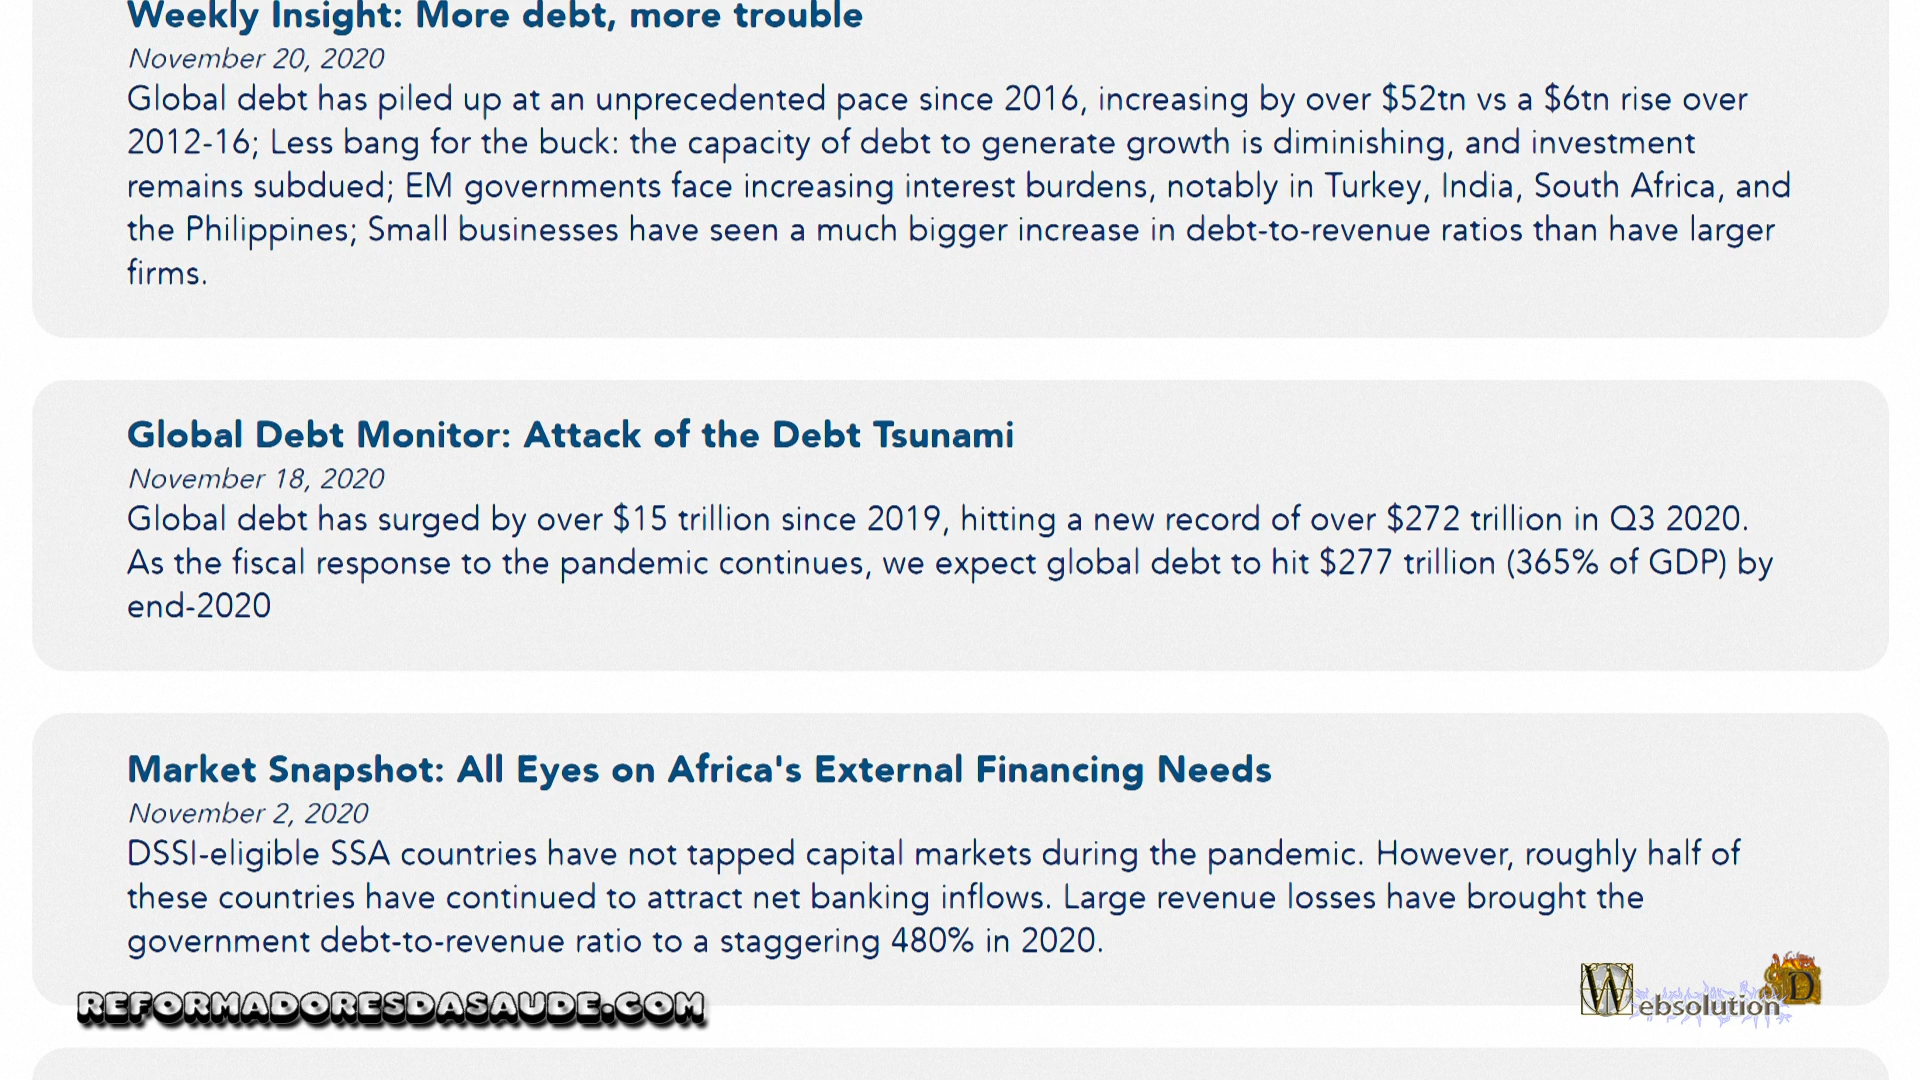 Weekly Insight: More debt, more trouble
November 20, 2020
Global debt has piled up at an unprecedented pace since 2016, increasing by over $52tn vs a $6tn rise over
2012-16; Less bang for the buck: the capacity of debt to generate growth is diminishing, and investment
remains subdued; EM governments face increasing interest burdens, notably in Turkey, India, South Africa, and
the Philippines; Small businesses have seen a much bigger increase in debt-to-revenue ratios than have larger
firms.
Global Debt Monitor: Attack of the Debt Tsunami
November 18, 2020
Global debt has surged by over $15 trillion since 2019, hitting a new record of over $272 trillion in Q3 2020.
As the fiscal response to the pandemic continues, we expect global debt to hit $277 trillion (365% of GDP) by
end-2020
Market Snapshot: All Eyes on Africa's External Financing Needs
November 2, 2020
DSSI-eligible SSA countries have not tapped capital markets during the pandemic. However, roughly half of
these countries have continued to attract net banking inflows. Large revenue losses have brought the
government debt-to-revenue ratio to a staggering 480% in 2020.
REFORMADORESDASAUDE.COM
Websolution D